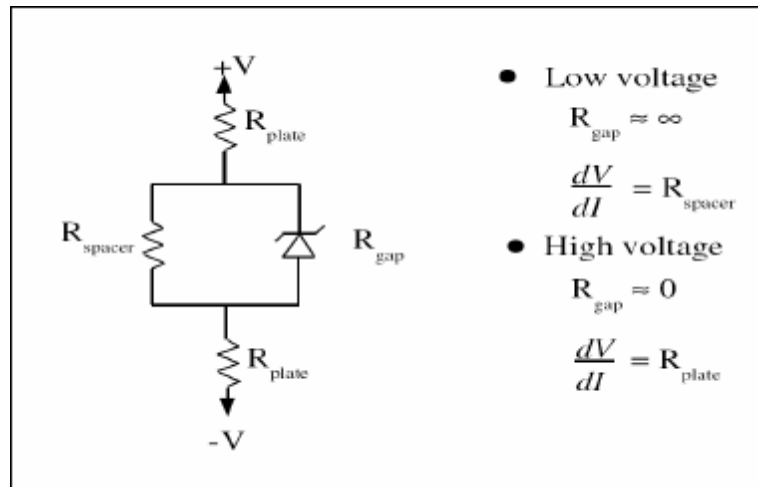 +V
R plate
R spacer
R gap
R plate
-V
● Low voltage
R gap ≈ ∞
dV/dI = R spacer
● High voltage
R gap ≈ 0
dV/dI = R plate